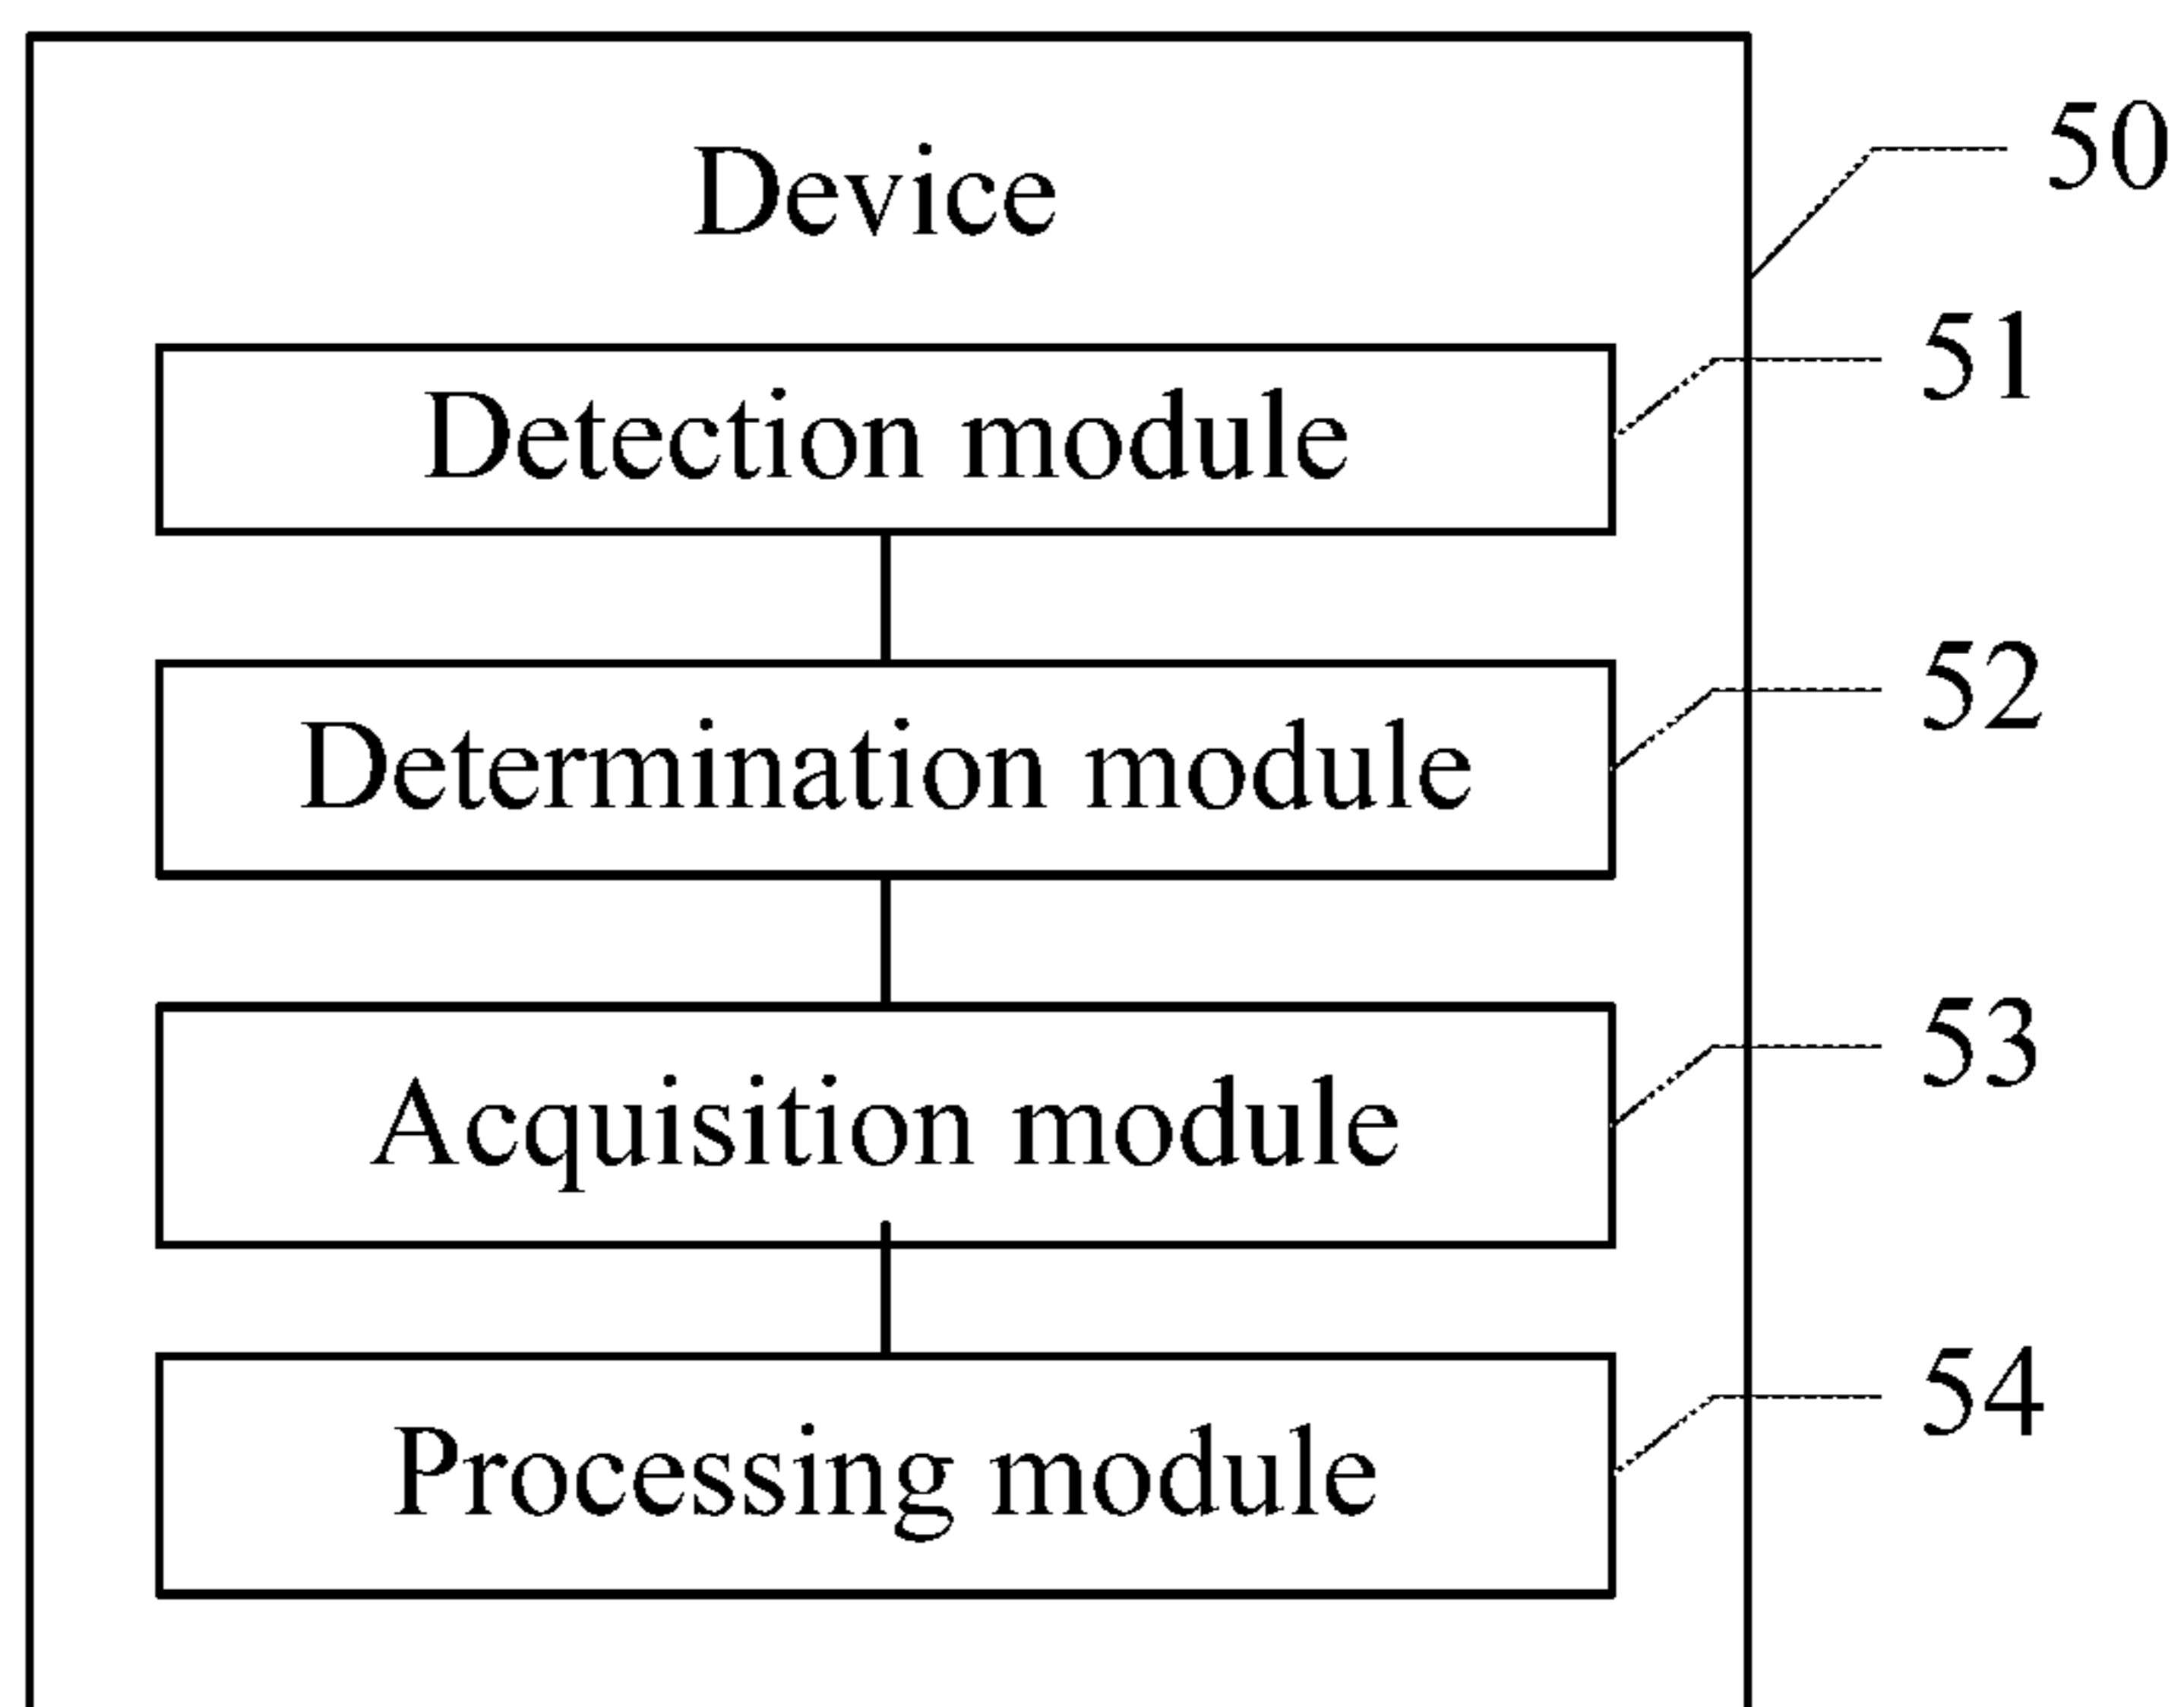 Device
50
Detection module
51
Determination module
52
Acquisition module
53
Processing module
54